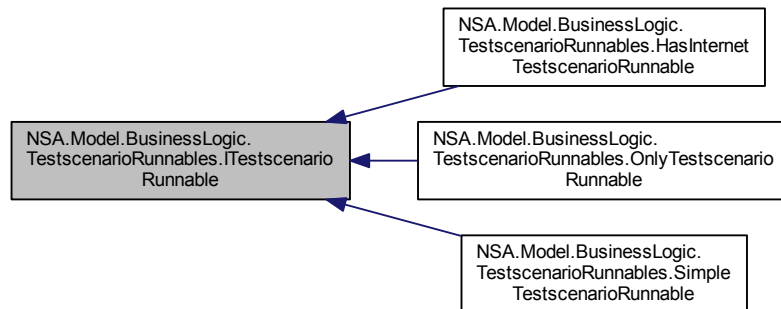 NSA.Model.BusinessLogic.
TestscenarioRunnables.HasInternet
TestscenarioRunnable
NSA.Model.BusinessLogic.
TestscenarioRunnables.ITestscenario
Runnable
NSA.Model.BusinessLogic.
TestscenarioRunnables.OnlyTestscenario
Runnable
NSA.Model.BusinessLogic.
TestscenarioRunnables.Simple
TestscenarioRunnable